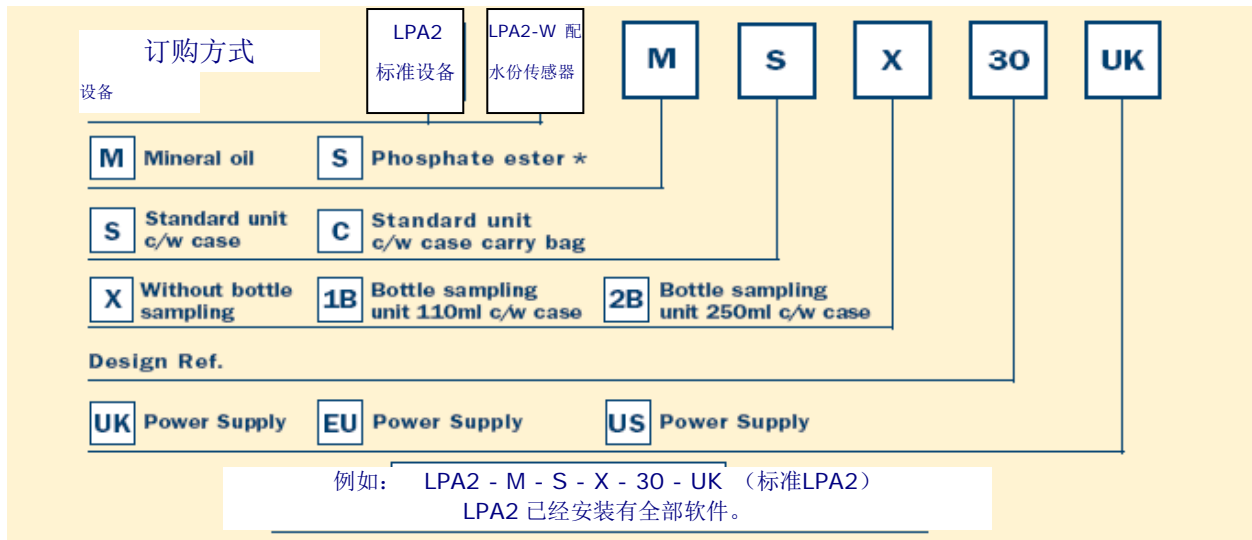 订购方式
设备
LPA2
标准设备
LPA2-W 配
水份传感器
M
S
X
30
UK
M Mineral oil
S Phosphate ester *
S Standard unit
c/w case
C Standard unit
c/w case carry bag
X Without bottle
sampling
1B Bottle sampling
unit 110ml c/w case
2B Bottle sampling
unit 250ml c/w case
Design Ref.
UK Power Supply
EU Power Supply
US Power Supply
例如： LPA2 - M - S - X - 30 - UK （标准LPA2）
LPA2 已经安装有全部软件。